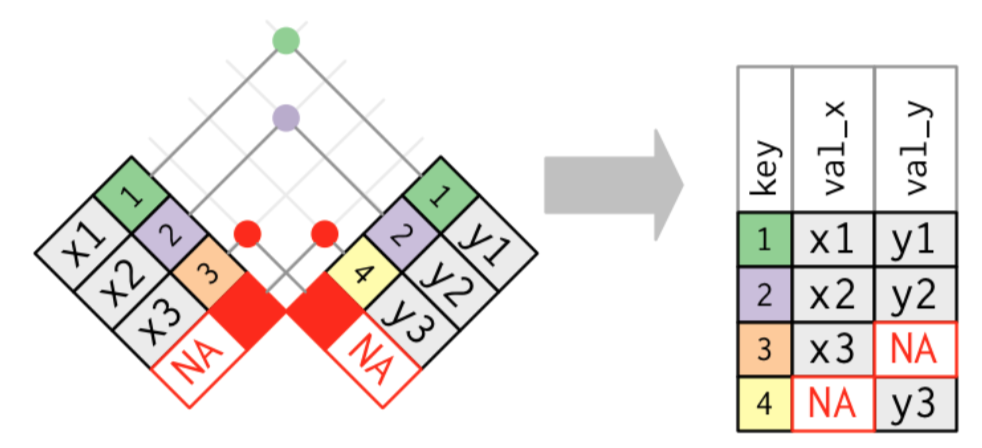 1 x1
2 x2
3 x3
NA
1 y1
2 y2
4 y3
NA
key val_x val_y
1 x1 y1
2 x2 y2
3 x3 NA
4 NA y3